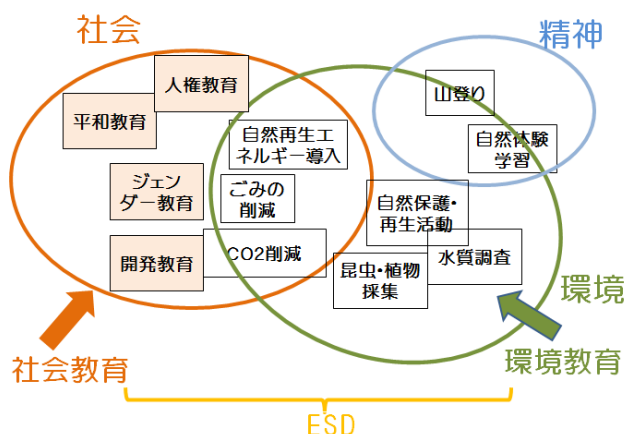 社会
精神
人権教育
山登り
平和教育
自然再生エ
ネルギー導入
自然体験
学習
ジェン
ダー教育
ごみの
削減
自然保護・
再生活動
開発教育
CO2削減
水質調査
昆虫・植物
採集
環境
社会教育
環境教育
ESD